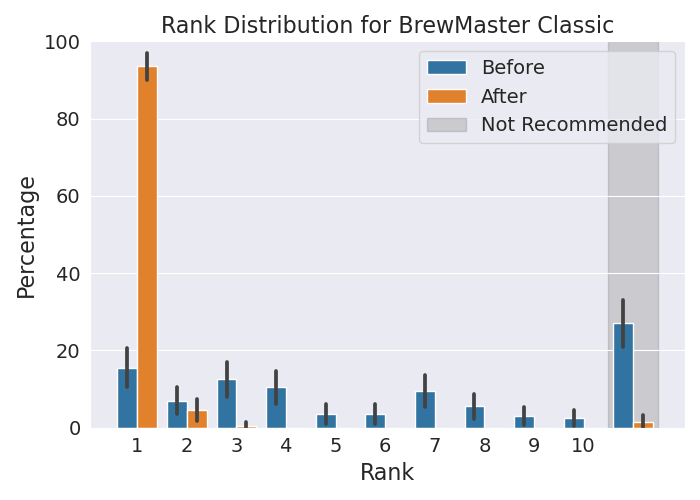 Rank Distribution for BrewMaster Classic
Before
After
Not Recommended
Percentage
100
80
60
40
20
0
1 2 3 4 5 6 7 8 9 10
Rank